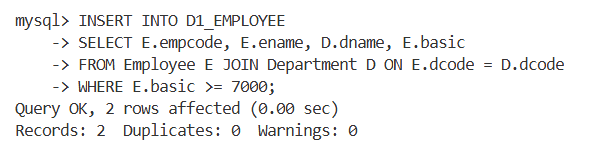 mysql> INSERT INTO D1_EMPLOYEE
-> SELECT E.empcode, E.ename, D.dname, E.basic
-> FROM Employee E JOIN Department D ON E.dcode = D.dcode
-> WHERE E.basic >= 7000;
Query OK, 2 rows affected (0.00 sec)
Records: 2  Duplicates: 0  Warnings: 0